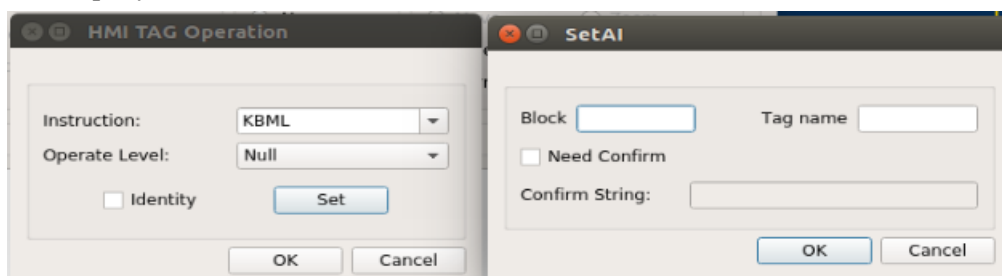 HMI TAG Operation
Instruction: KBML
Operate Level: Null
Identity Set
OK Cancel
SetAI
Block Tag name
Need Confirm
Confirm String:
OK Cancel